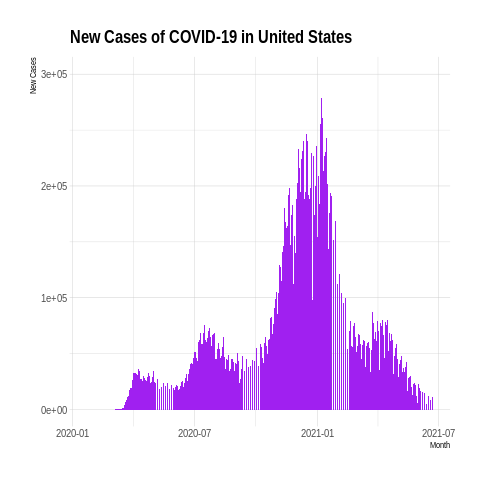 New Cases of COVID-19 in United States
New Cases
3e+05
2e+05
1e+05
0e+00
2020-01 2020-07 2021-01 2021-07
Month